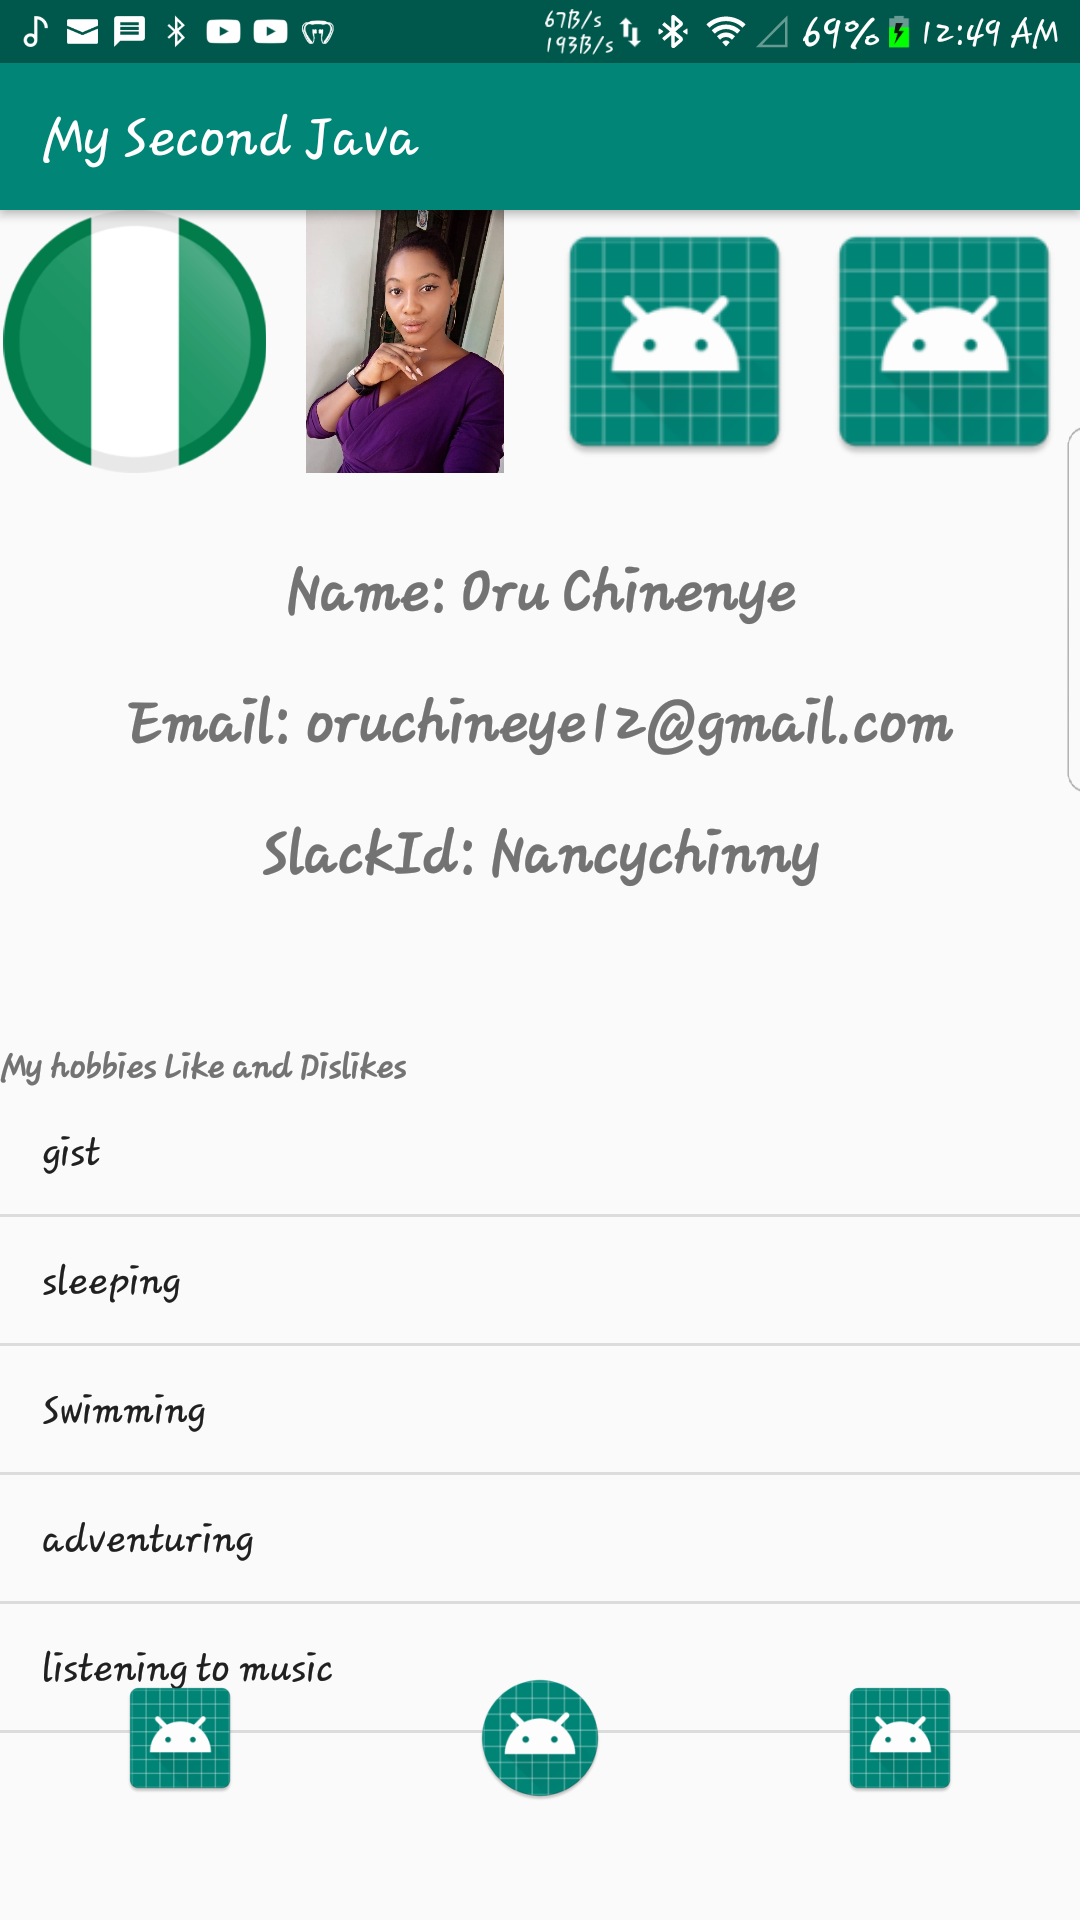 67B/s
193B/s
69% 12:49 AM
My Second Java
Name: Oru Chinenye
Email: oruchineye12@gmail.com
SlackId: Nancychinny
My hobbies Like and Dislikes
gist
sleeping
Swimming
adventuring
listening to music